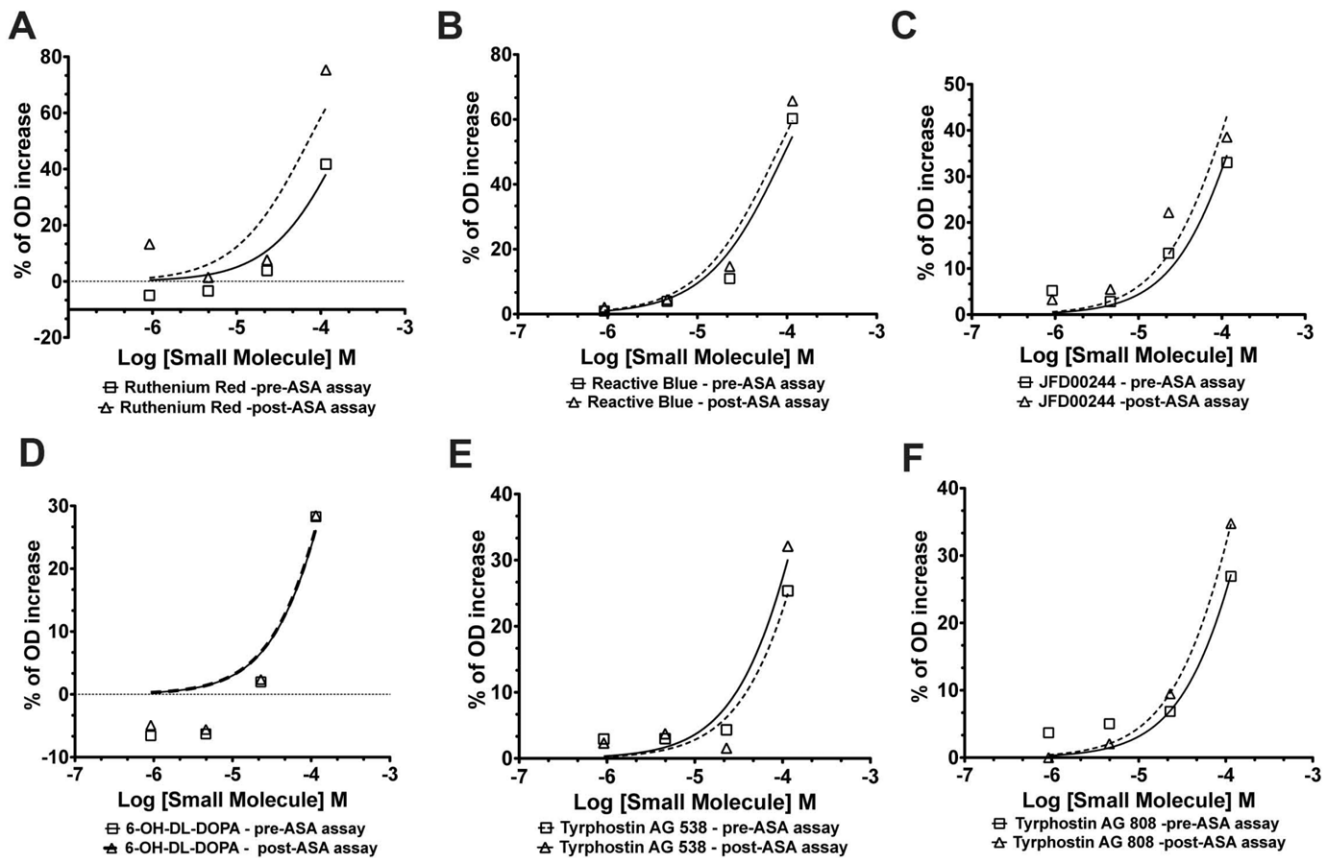 A
% of OD increase
80
60
40
20
0
-20
-6
-5
-4
-3
Log [Small Molecule] M
Ruthenium Red -pre-ASA assay
Ruthenium Red -post-ASA assay
B
% of OD increase
80
60
40
20
0
-7
-6
-5
-4
-3
Log [Small Molecule] M
Reactive Blue - pre-ASA assay
Reactive Blue - post-ASA assay
C
% of OD increase
50
40
30
20
10
0
-7
-6
-5
-4
-3
Log [Small Molecule] M
JFD00244 - pre-ASA assay
JFD00244 -post-ASA assay
D
% of OD increase
30
20
10
0
-10
-7
-6
-5
-4
-3
Log [Small Molecule] M
6-OH-DL-DOPA - pre-ASA assay
6-OH-DL-DOPA - post-ASA assay
E
% of OD increase
40
30
20
10
0
-7
-6
-5
-4
-3
Log [Small Molecule] M
Tyrphostin AG 538 - pre-ASA assay
Tyrphostin AG 538 - post-ASA assay
F
% of OD increase
40
30
20
10
0
-7
-6
-5
-4
-3
Log [Small Molecule] M
Tyrphostin AG 808 - pre-ASA assay
Tyrphostin AG 808 - post-ASA assay